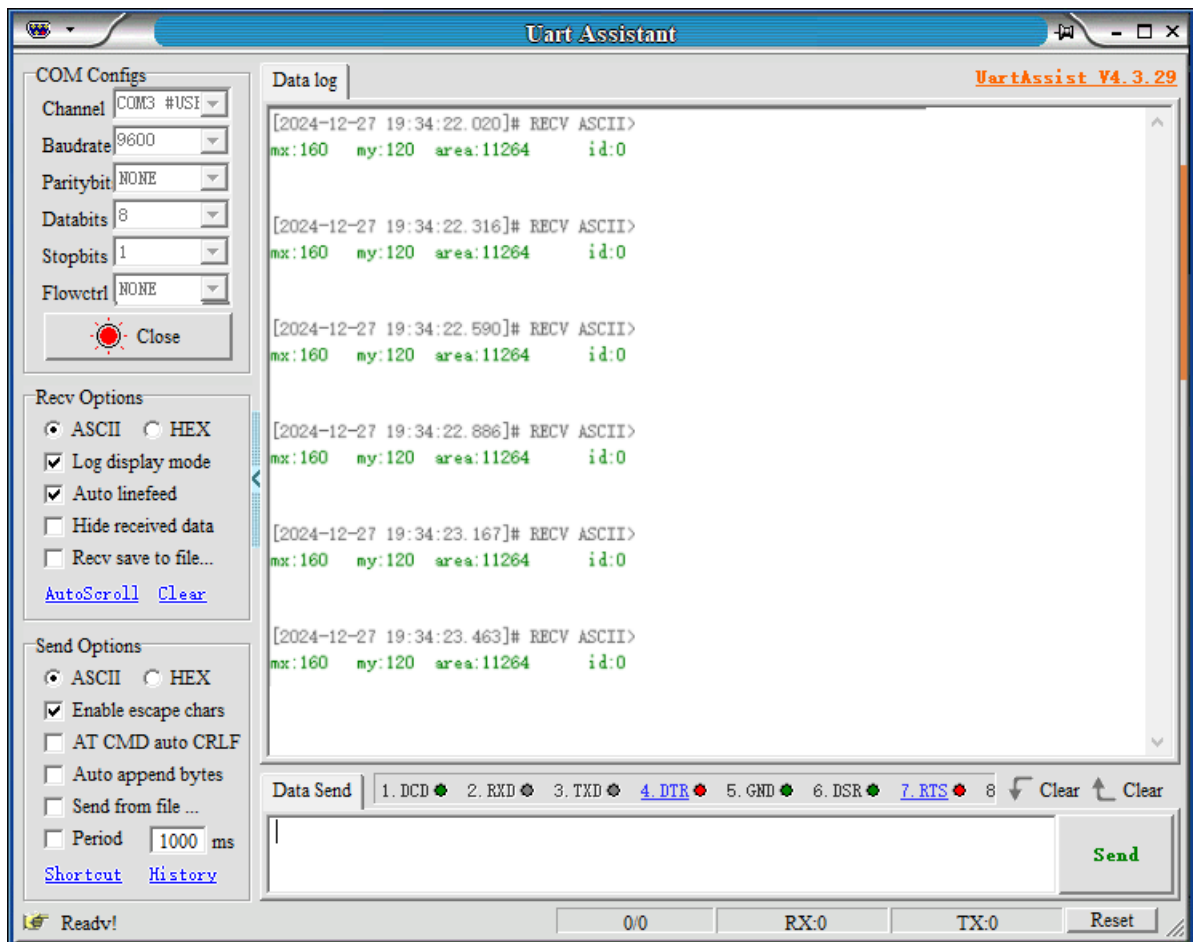 Uart Assistant
COM Configs
Channel COM3 #USE
Baudrate 9600
Paritybit NONE
Databits 8
Stopbits 1
Flowctrl NONE
Close
Recv Options
ASCII HEX
Log display mode
Auto linefeed
Hide received data
Recv save to file...
AutoScroll Clear
Send Options
ASCII HEX
Enable escape chars
AT CMD auto CRLF
Auto append bytes
Send from file ...
Period 1000 ms
Shortcut History
Data log UartAssist V4.3.29
[2024-12-27 19:34:22.020]# RECV ASCII>
mx:160 my:120 area:11264 id:0
[2024-12-27 19:34:22.316]# RECV ASCII>
mx:160 my:120 area:11264 id:0
[2024-12-27 19:34:22.590]# RECV ASCII>
mx:160 my:120 area:11264 id:0
[2024-12-27 19:34:22.886]# RECV ASCII>
mx:160 my:120 area:11264 id:0
[2024-12-27 19:34:23.167]# RECV ASCII>
mx:160 my:120 area:11264 id:0
[2024-12-27 19:34:23.463]# RECV ASCII>
mx:160 my:120 area:11264 id:0
Data Send 1.DCD 2.RXD 3.TXD 4.DTR 5.GND 6.DSR 7.RTS 8 Clear Clear
Send
Ready! 0/0 RX:0 TX:0 Reset